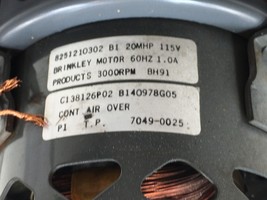 8251210302 B1 20MHP 115V
BRINKLEY MOTOR 60HZ 1.0A
PRODUCTS 3000RPM BH91
C138126P02 B140978G05
CONT AIR OVER
P1 T.P. 7049-0025